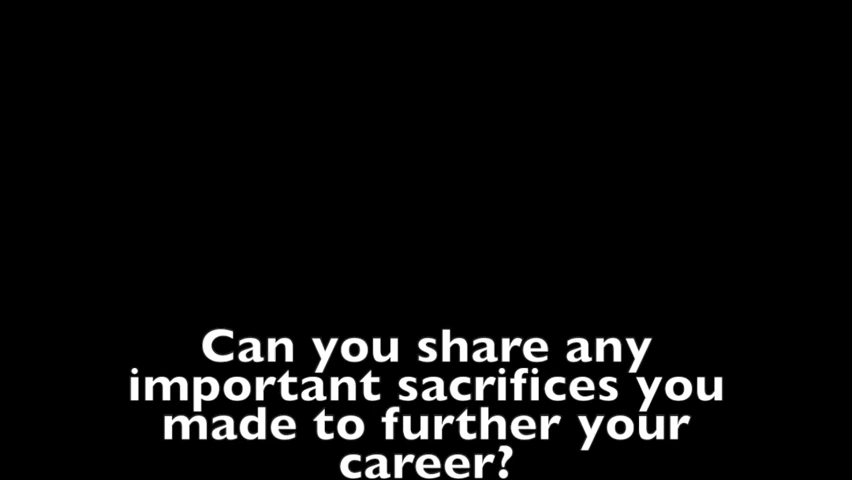 Can you share any
important sacrifices you
made to further your
career?